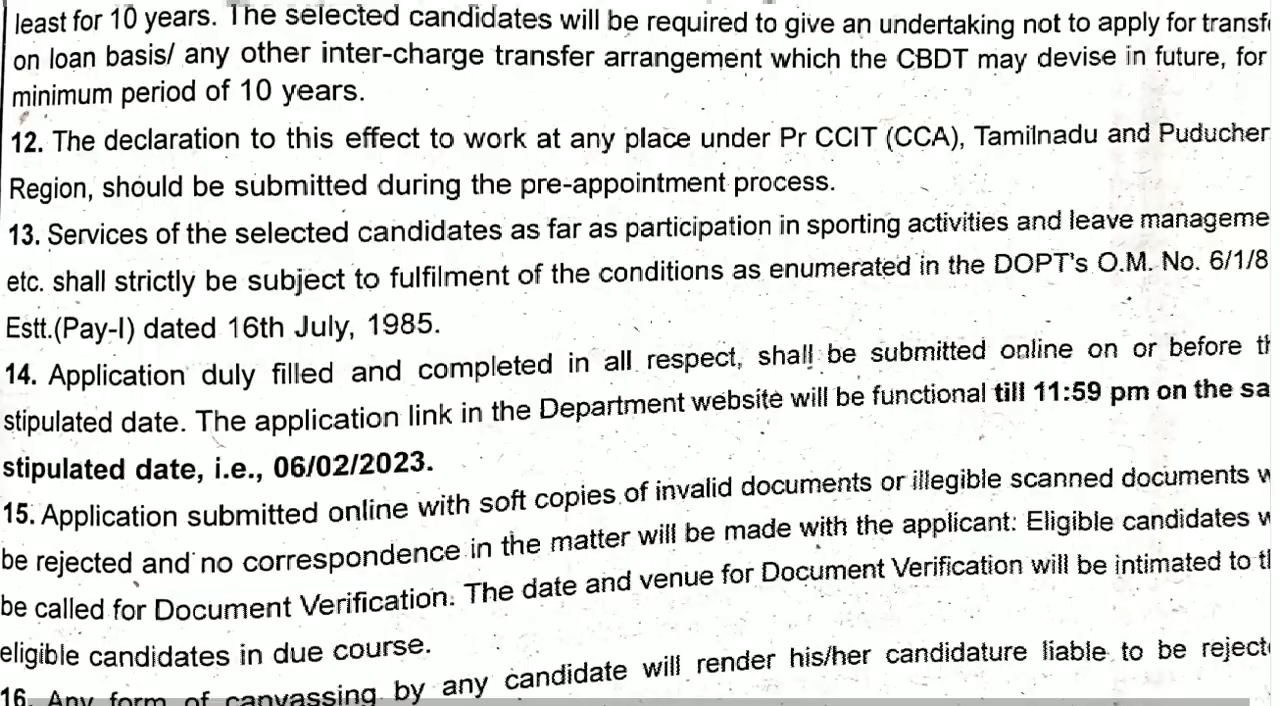 least for 10 years. The selected candidates will be required to give an undertaking not to apply for transf
on loan basis/ any other inter-charge transfer arrangement which the CBDT may devise in future, for
minimum period of 10 years.
12. The declaration to this effect to work at any place under Pr CCIT (CCA), Tamilnadu and Puducher
Region, should be submitted during the pre-appointment process.
13. Services of the selected candidates as far as participation in sporting activities and leave manageme
etc. shall strictly be subject to fulfilment of the conditions as enumerated in the DOPT's O.M. No. 6/1/8
Estt.(Pay-I) dated 16th July, 1985.
14. Application duly filled and completed in all respect, shall be submitted online on or before th
stipulated date. The application link in the Department website will be functional till 11:59 pm on the sa
stipulated date, i.e., 06/02/2023.
15. Application submitted online with soft copies of invalid documents or illegible scanned documents w
be rejected and no correspondence in the matter will be made with the applicant: Eligible candidates w
be called for Document Verification. The date and venue for Document Verification will be intimated to th
eligible candidates in due course.
16. Any form of canvassing by any candidate will render his/her candidature liable to be reject